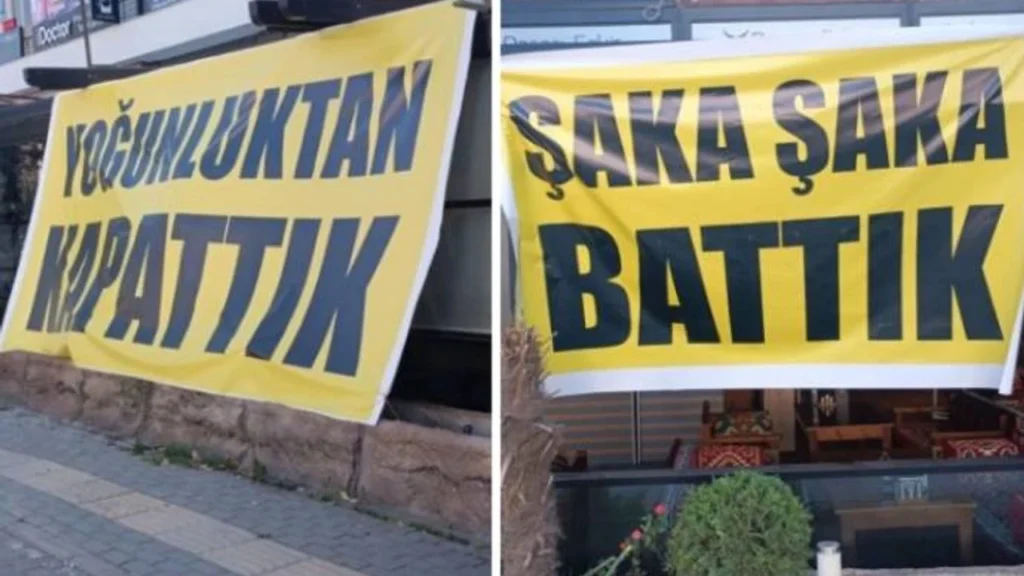 Doctor
YOĞUNLUKTAN
KAPATTIK
ŞAKA ŞAKA
BATTIK